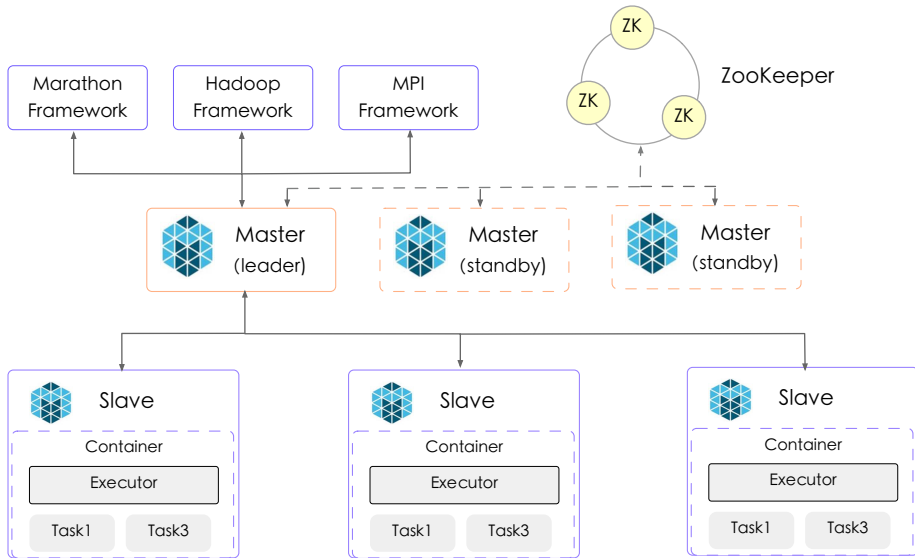 ZK
ZooKeeper
ZK
ZK
Marathon
Framework
Hadoop
Framework
MPI
Framework
Master
(leader)
Master
(standby)
Master
(standby)
Slave
Container
Executor
Task1
Task3
Slave
Container
Executor
Task1
Task3
Slave
Container
Executor
Task1
Task3